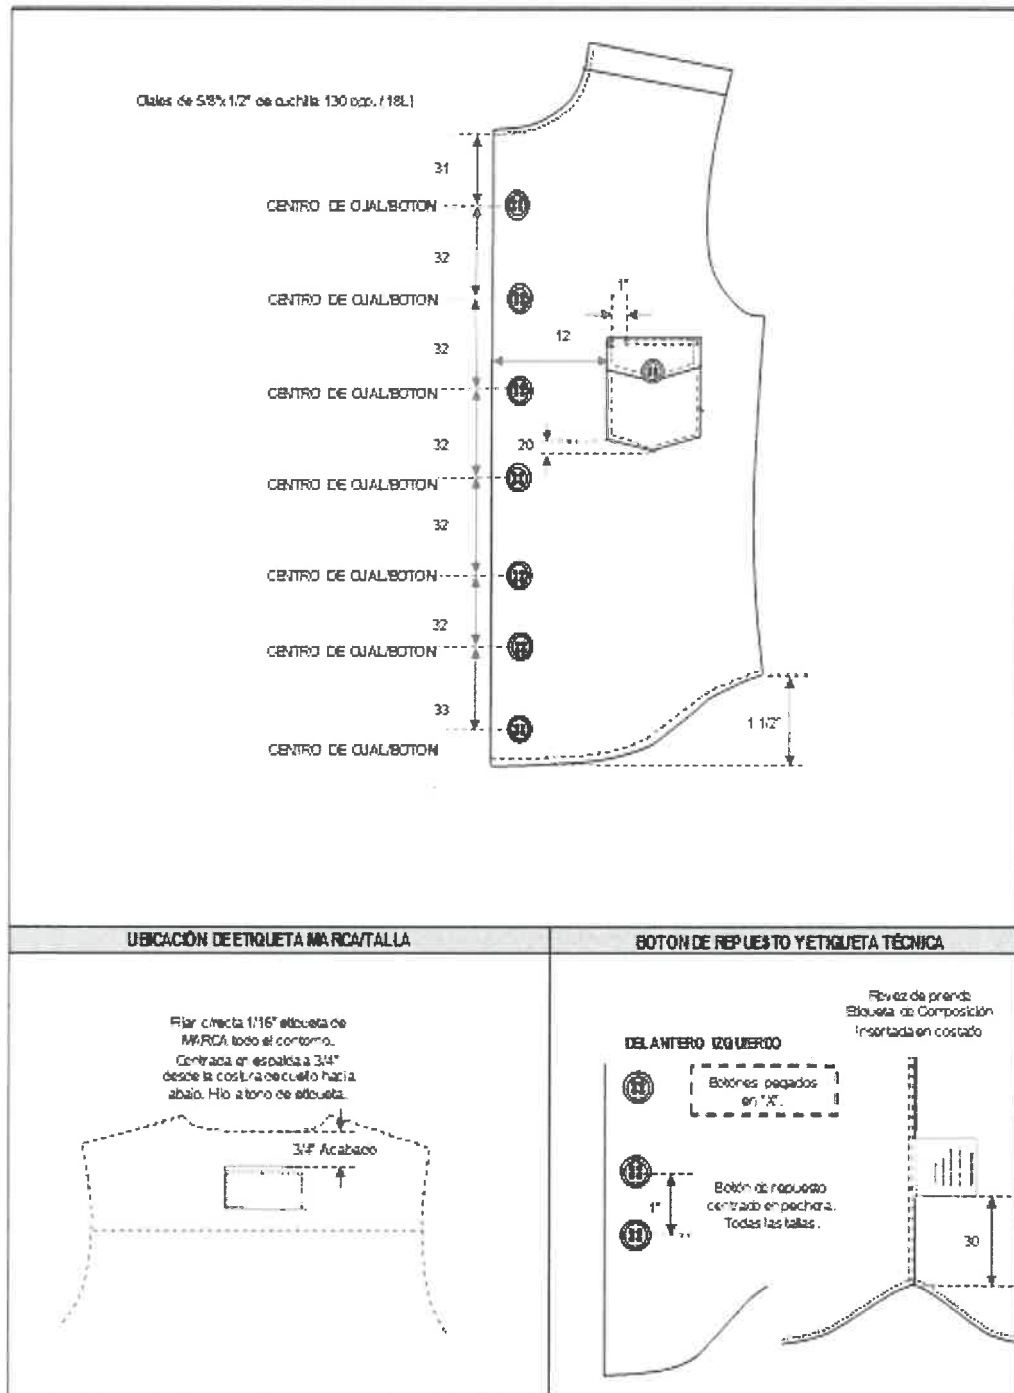 Ojales de 5/8"x 1/2" de cuchilla 130 ppp. / 18L1
31
CENTRO DE OJAL/BOTON
32
CENTRO DE OJAL/BOTON
1"
12
32
CENTRO DE OJAL/BOTON
32
20
CENTRO DE OJAL/BOTON
32
CENTRO DE OJAL/BOTON
32
CENTRO DE OJAL/BOTON
33
1 1/2"
CENTRO DE OJAL/BOTON
UBICACIÓN DE ETIQUETA MARCA/TALLA
Fijar c/recta 1/16" etiqueta de
MARCA todo el contorno.
Centrada en espalda a 3/4"
desde la costura de cuello hacia
abajo. Hilo a tono de etiqueta.
3/4" Acabado
BOTON DE REPUESTO Y ETIQUETA TÉCNICA
Revez de prenda
Etiqueta de Composición
Insertada en costado
DELANTERO IZQUIERDO
Botones pegados
en "X".
1"
Botón de repuesto
centrado en pechera.
Todas las tallas.
30